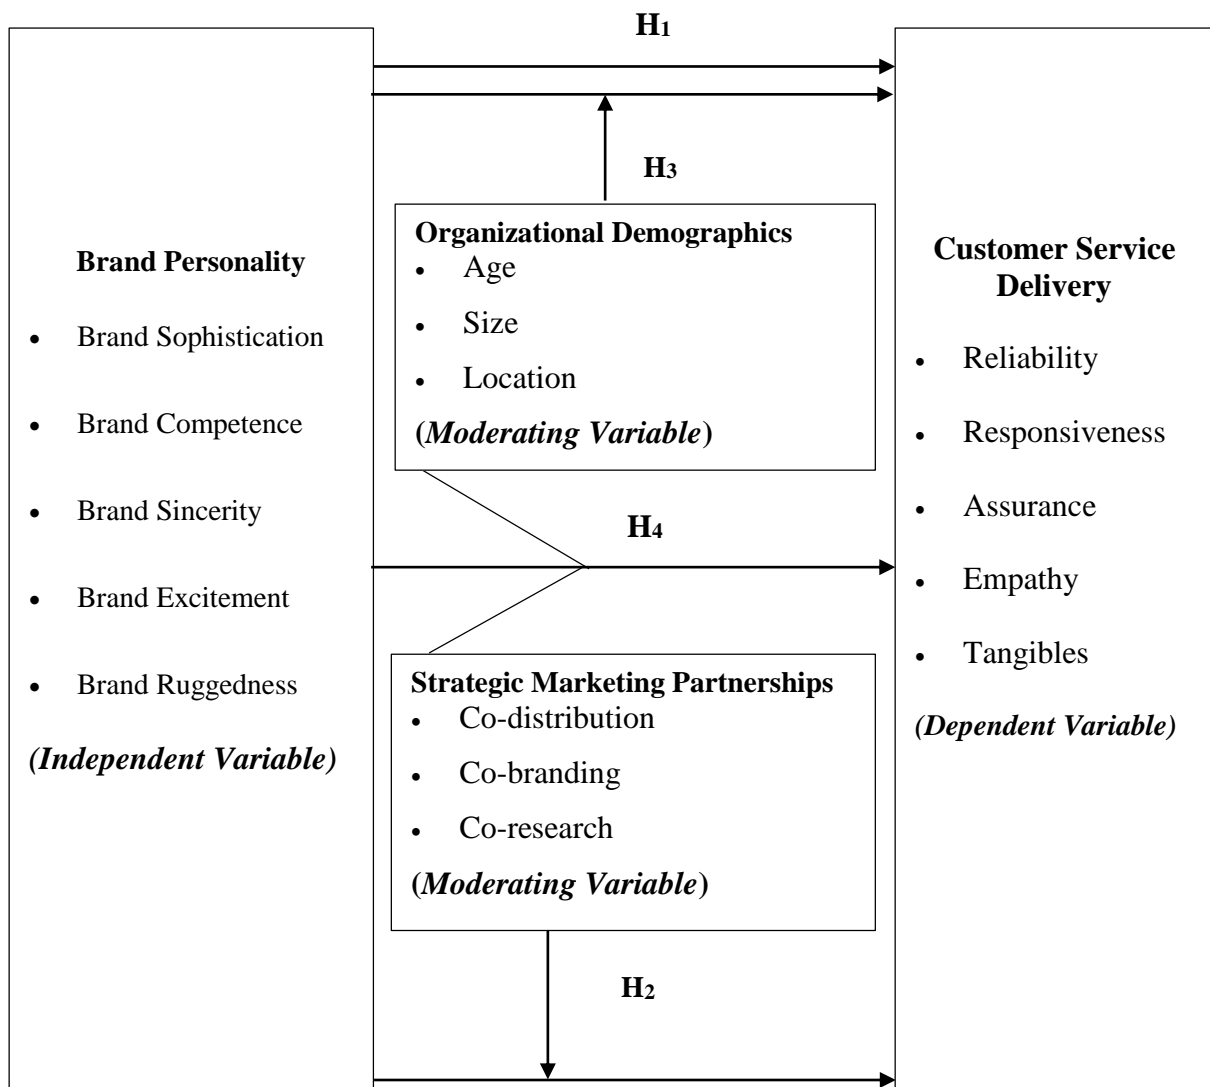 H1
H3
Brand Personality
• Brand Sophistication
• Brand Competence
• Brand Sincerity
• Brand Excitement
• Brand Ruggedness
(Independent Variable)
Organizational Demographics
• Age
• Size
• Location
(Moderating Variable)
H4
Strategic Marketing Partnerships
• Co-distribution
• Co-branding
• Co-research
(Moderating Variable)
H2
Customer Service
Delivery
• Reliability
• Responsiveness
• Assurance
• Empathy
• Tangibles
(Dependent Variable)